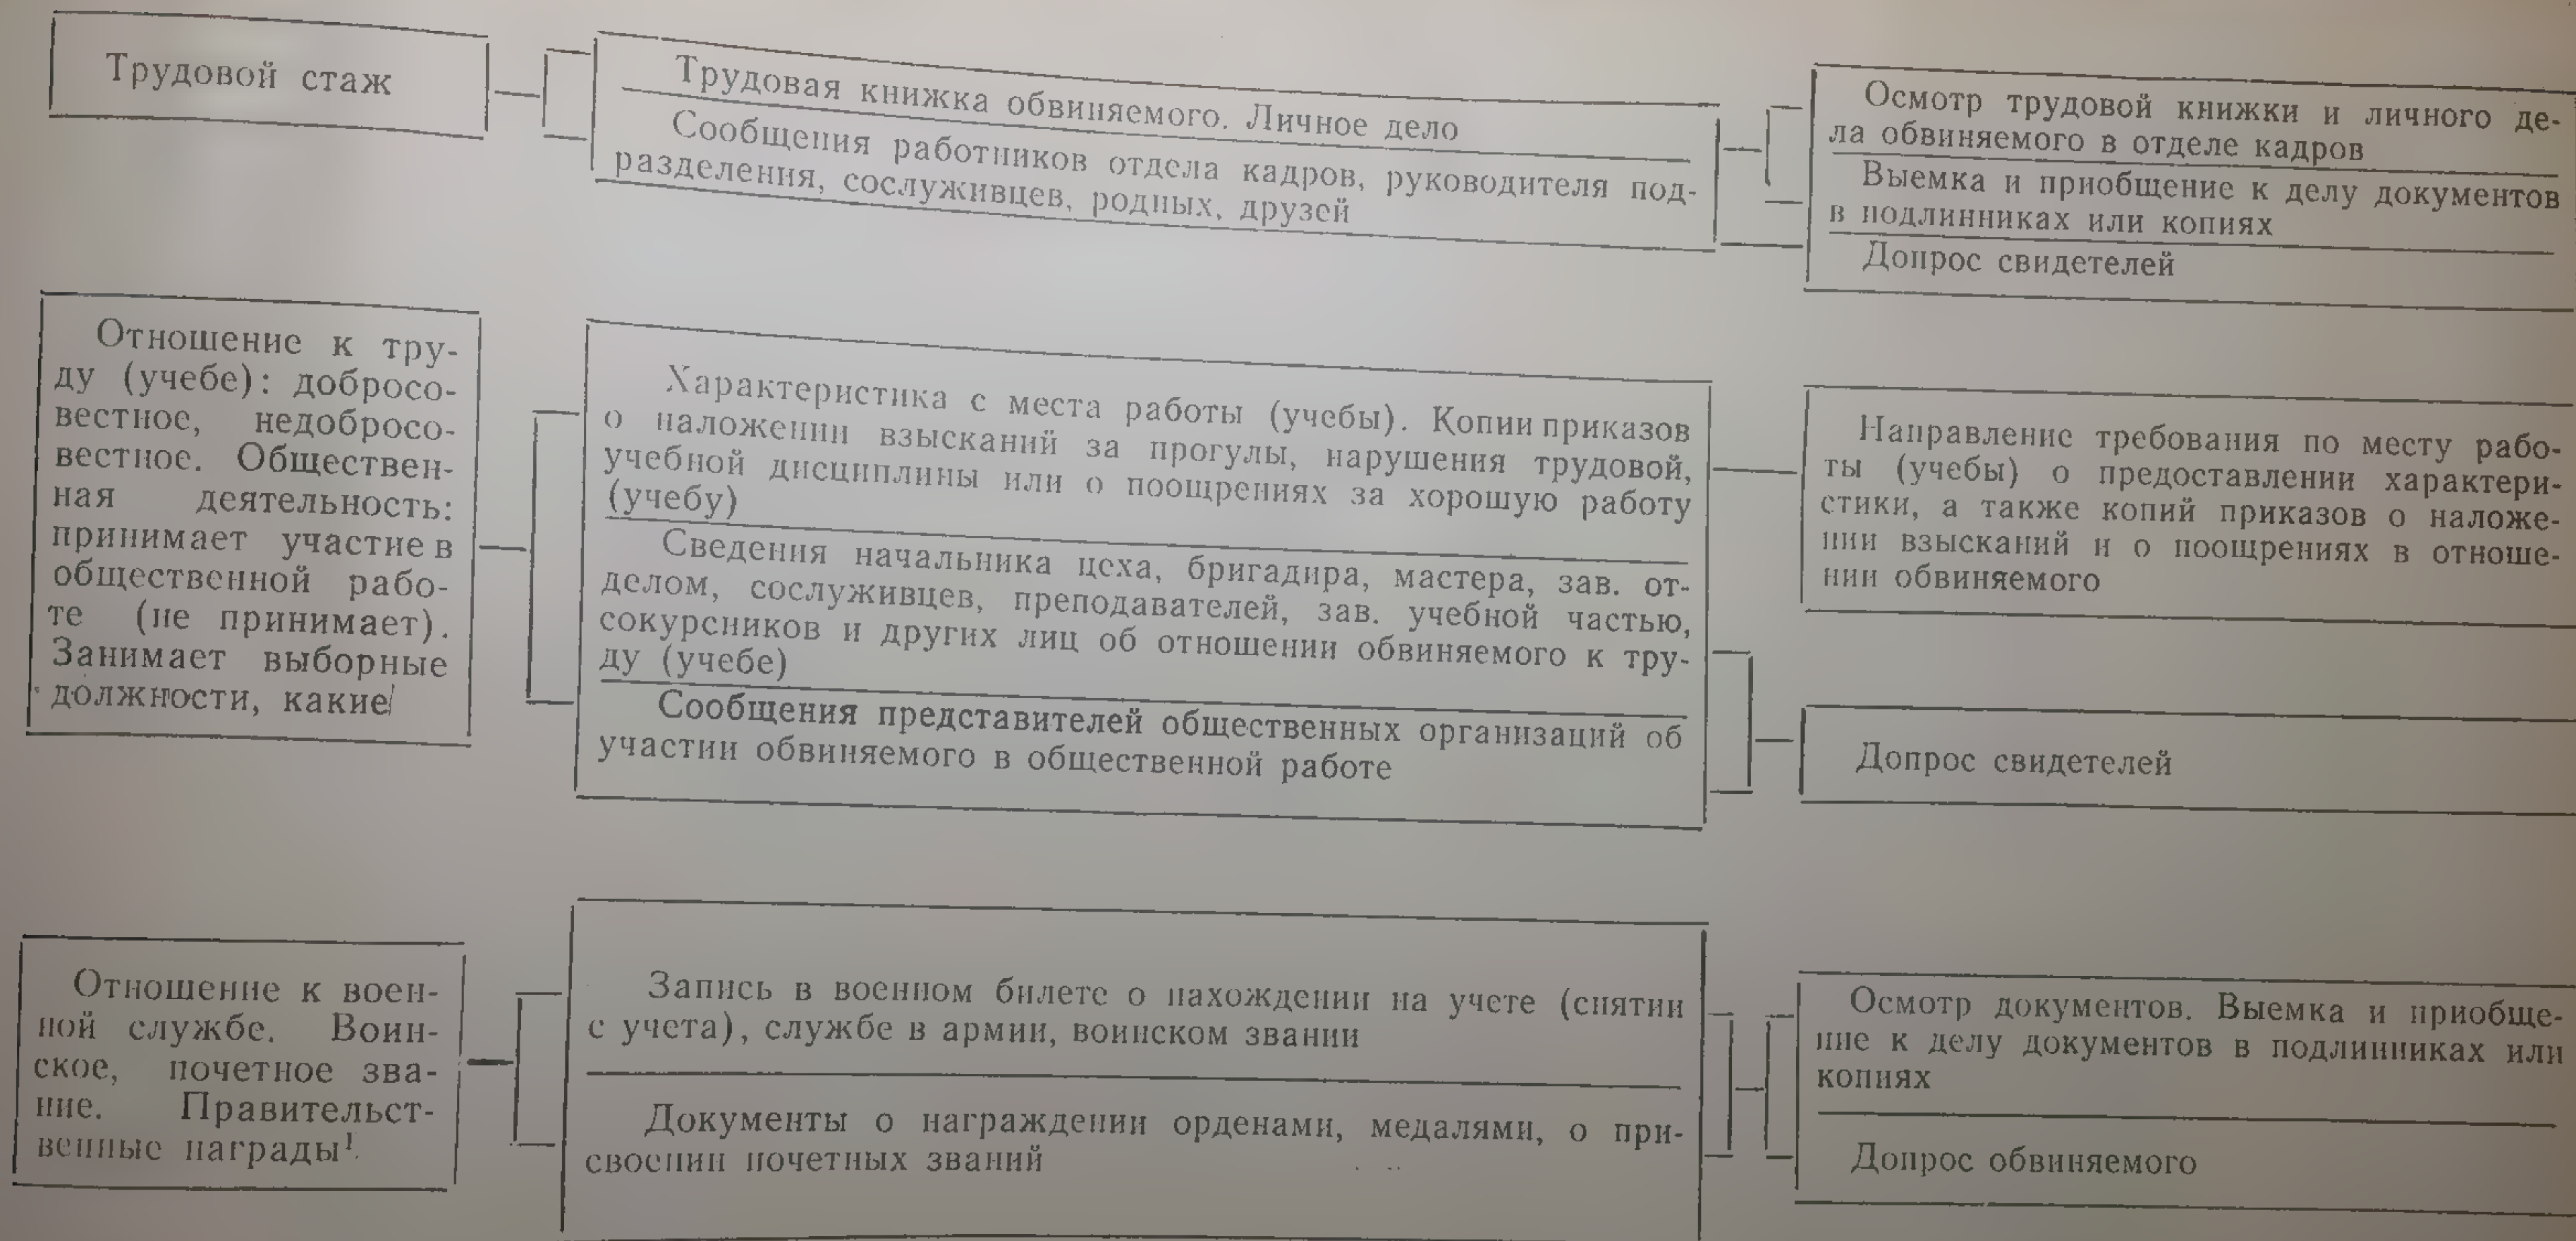 Трудовой стаж
Трудовая книжка обвиняемого. Личное дело
Сообщения работников отдела кадров, руководителя под-
разделения, сослуживцев, родных, друзей
Осмотр трудовой книжки и личного де-
ла обвиняемого в отделе кадров
Выемка и приобщение к делу документов
в подлинниках или копиях
Допрос свидетелей
Отношение к тру-
ду (учебе): добросо-
вестное, недобросо-
вестное. Обществен-
ная деятельность:
принимает участие в
общественной рабо-
те (не принимает).
Занимает выборные
должности, какие
Характеристика с места работы (учебы). Копии приказов
о наложении взысканий за прогулы, нарушения трудовой,
учебной дисциплины или о поощрениях за хорошую работу
(учебу)
Сведения начальника цеха, бригадира, мастера, зав. от-
делом, сослуживцев, преподавателей, зав. учебной частью,
сокурсников и других лиц об отношении обвиняемого к тру-
ду (учебе)
Сообщения представителей общественных организаций об
участии обвиняемого в общественной работе
Направление требования по месту рабо-
ты (учебы) о предоставлении характери-
стики, а также копий приказов о наложе-
нии взысканий и о поощрениях в отноше-
нии обвиняемого
Допрос свидетелей
Отношение к воен-
ной службе. Воин-
ское, почетное зва-
ние. Правительст-
венные награды¹.
Запись в военном билете о нахождении на учете (снятии
с учета), службе в армии, воинском звании
Документы о награждении орденами, медалями, о при-
своении почетных званий
Осмотр документов. Выемка и приобще-
ние к делу документов в подлинниках или
копиях
Допрос обвиняемого